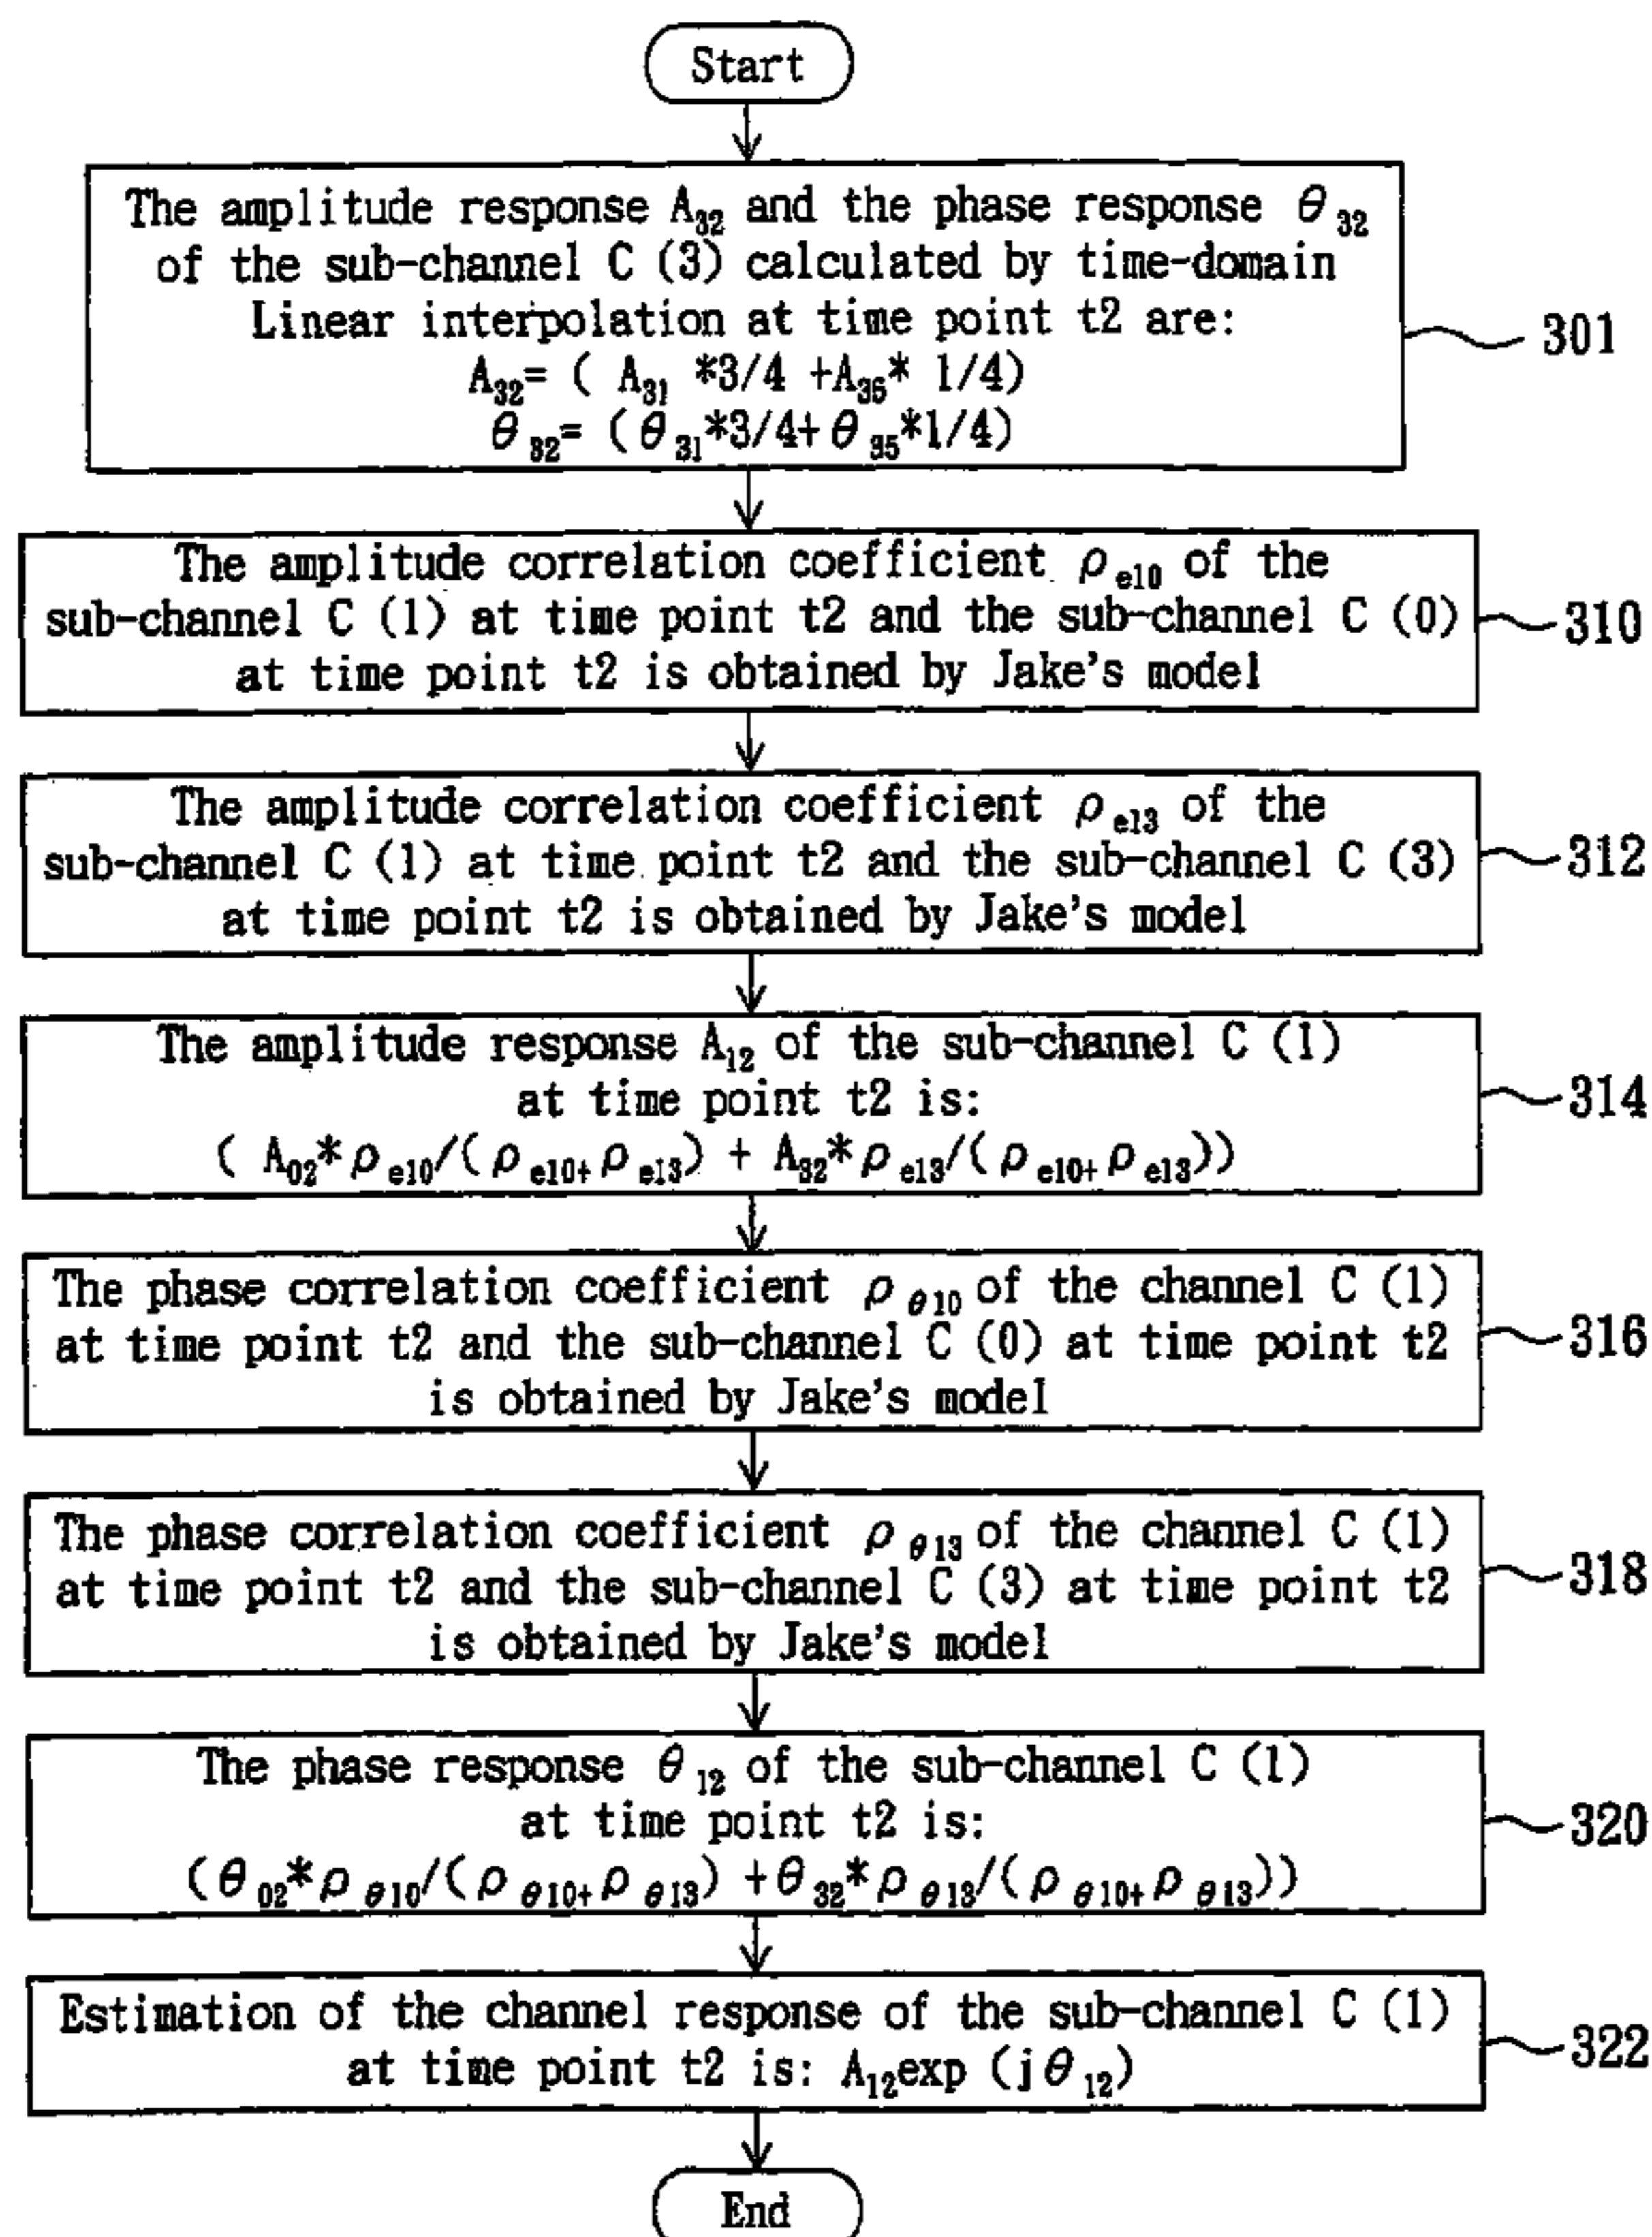 Start
The amplitude response A32 and the phase response θ32
of the sub-channel C (3) calculated by time-domain
Linear interpolation at time point t2 are:
A32= ( A31 *3/4 +A35* 1/4)
θ32= (θ31*3/4+θ35*1/4)
301
The amplitude correlation coefficient ρe10 of the
sub-channel C (1) at time point t2 and the sub-channel C (0)
at time point t2 is obtained by Jake's model
310
The amplitude correlation coefficient ρe13 of the
sub-channel C (1) at time point t2 and the sub-channel C (3)
at time point t2 is obtained by Jake's model
312
The amplitude response A12 of the sub-channel C (1)
at time point t2 is:
( A02*ρe10/(ρe10+ρe13) + A32*ρe13/(ρe10+ρe13))
314
The phase correlation coefficient ρθ10 of the channel C (1)
at time point t2 and the sub-channel C (0) at time point t2
is obtained by Jake's model
316
The phase correlation coefficient ρθ13 of the channel C (1)
at time point t2 and the sub-channel C (3) at time point t2
is obtained by Jake's model
318
The phase response θ12 of the sub-channel C (1)
at time point t2 is:
(θ02*ρθ10/(ρθ10+ρθ13) +θ32*ρθ13/(ρθ10+ρθ13))
320
Estimation of the channel response of the sub-channel C (1)
at time point t2 is: A12exp (jθ12)
322
End